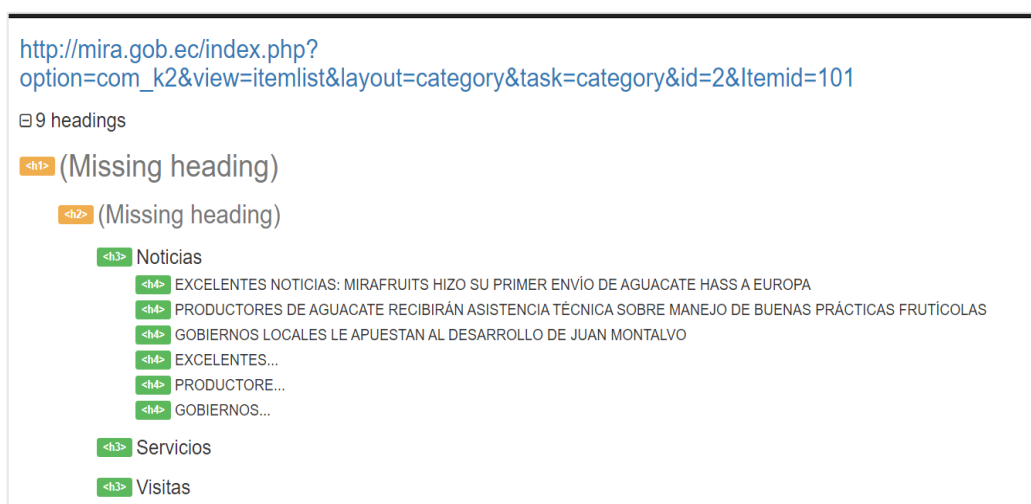 http://mira.gob.ec/index.php?
option=com_k2&view=itemlist&layout=category&task=category&id=2&Itemid=101
9 headings
<h1> (Missing heading)
<h2> (Missing heading)
<h3> Noticias
<h4> EXCELENTES NOTICIAS: MIRAFRUITS HIZO SU PRIMER ENVÍO DE AGUACATE HASS A EUROPA
<h4> PRODUCTORES DE AGUACATE RECIBIRÁN ASISTENCIA TÉCNICA SOBRE MANEJO DE BUENAS PRÁCTICAS FRUTÍCOLAS
<h4> GOBIERNOS LOCALES LE APUESTAN AL DESARROLLO DE JUAN MONTALVO
<h4> EXCELENTES...
<h4> PRODUCTORE...
<h4> GOBIERNOS...
<h3> Servicios
<h3> Visitas